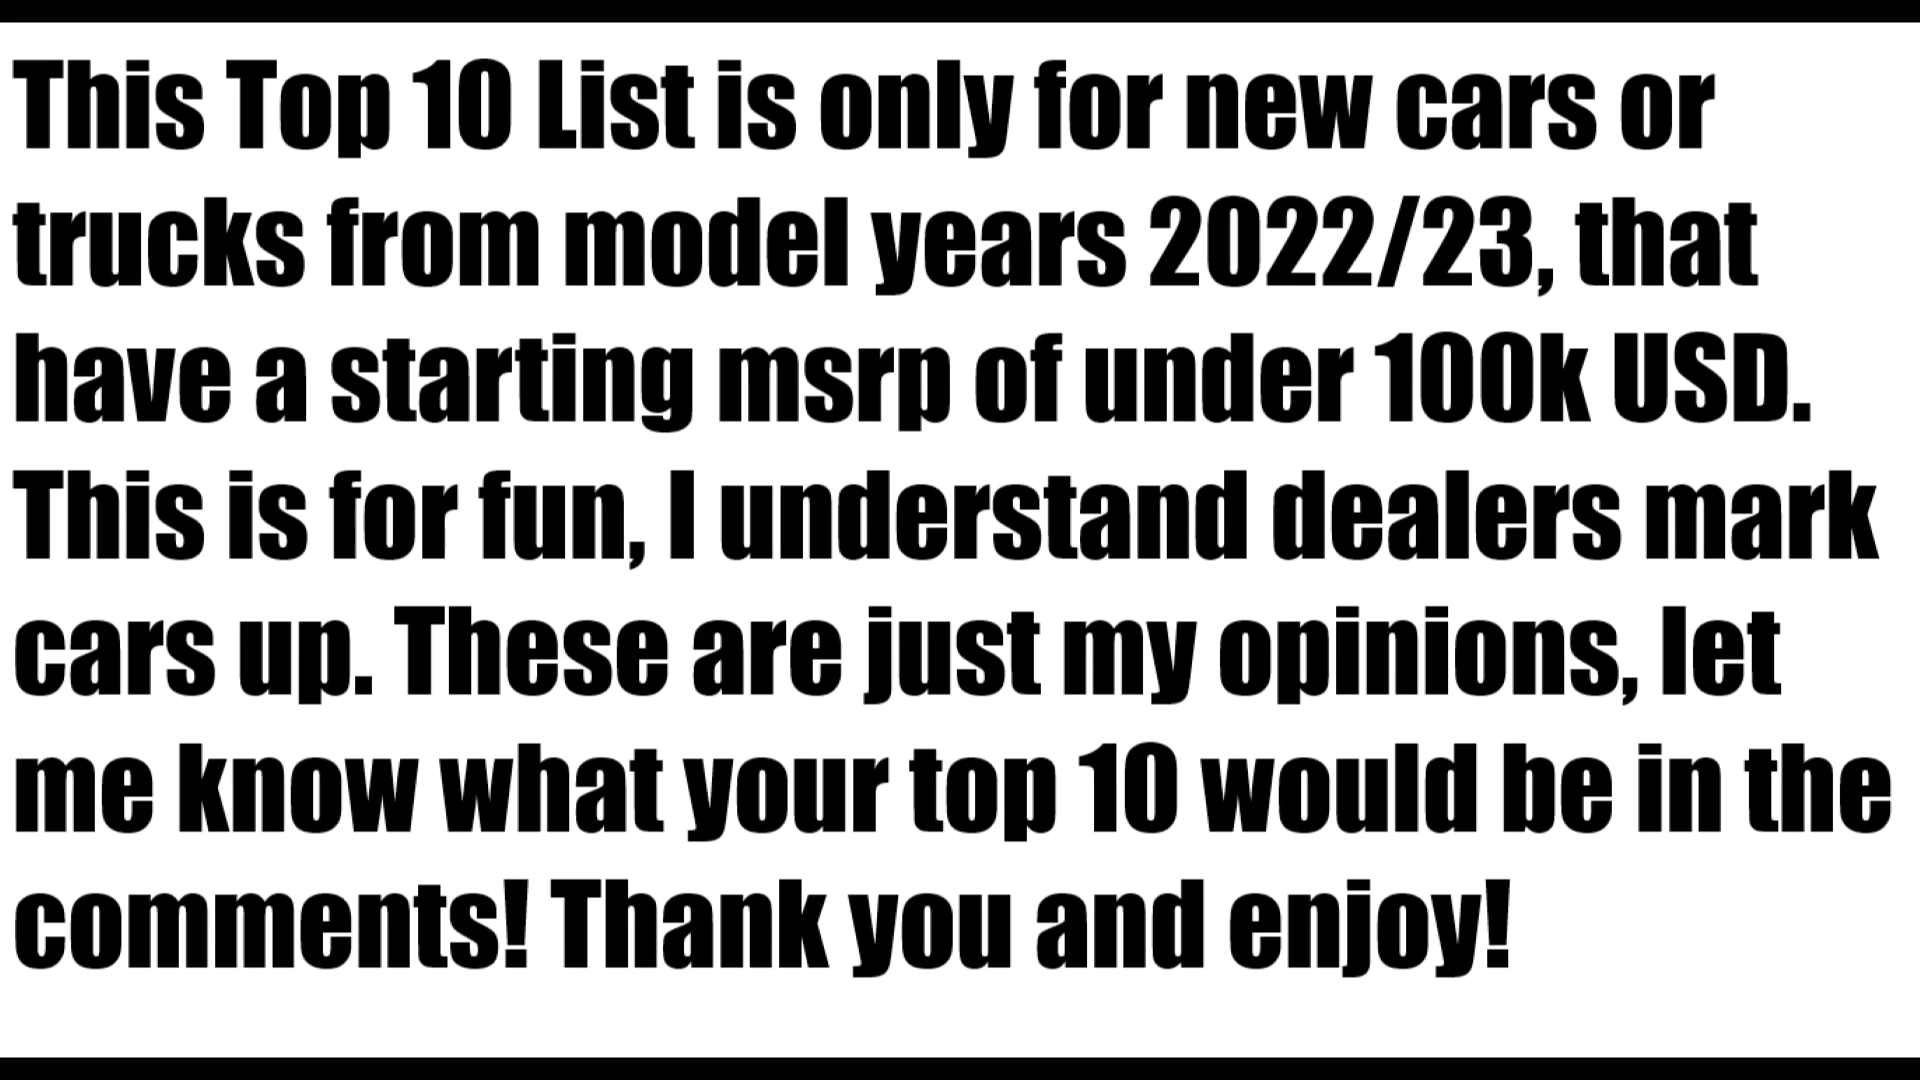 This Top 10 List is only for new cars or
trucks from model years 2022/23, that
have a starting msrp of under 100k USD.
This is for fun, I understand dealers mark
cars up. These are just my opinions, let
me know what your top 10 would be in the
comments! Thank you and enjoy!